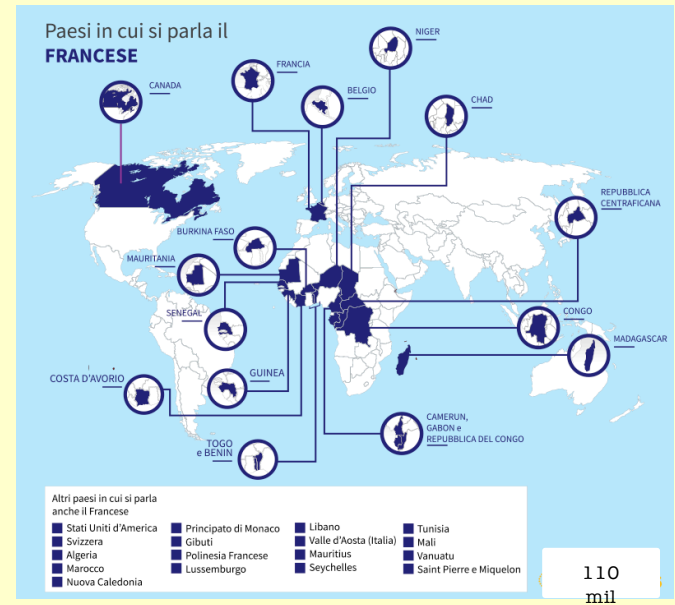 Paesi in cui si parla il
FRANCESE
NIGER
FRANCIA
CANADA
BELGIO
CHAD
REPUBBLICA
CENTRAFICANA
BURKINA FASO
MAURITANIA
SENEGAL
CONGO
MADAGASCAR
COSTA D'AVORIO
GUINEA
CAMERUN,
GABON e
REPUBBLICA DEL CONGO
TOGO
e BENIN
Altri paesi in cui si parla
anche il Francese
Stati Uniti d'America
Svizzera
Algeria
Marocco
Nuova Caledonia
Principato di Monaco
Gibuti
Polinesia Francese
Lussemburgo
Libano
Valle d'Aosta (Italia)
Mauritius
Seychelles
Tunisia
Mali
Vanuatu
Saint Pierre e Miquelon
110
mil